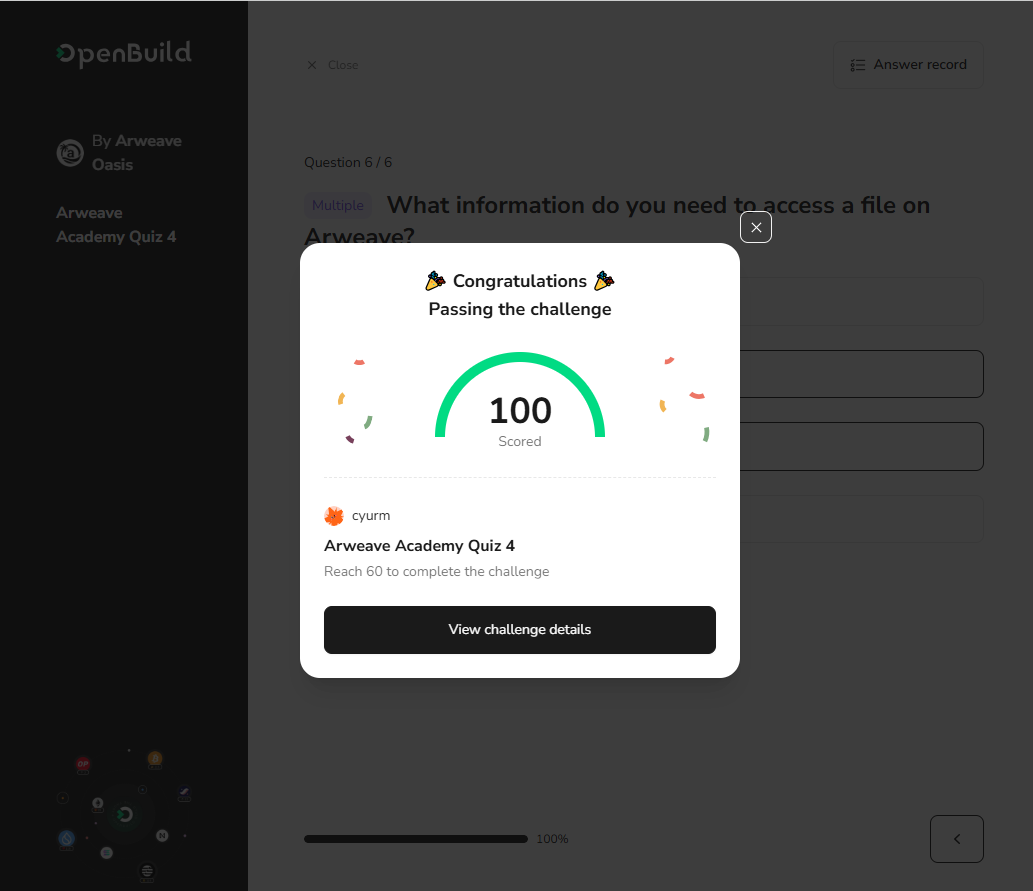 OpenBuild
By Arweave
Oasis
Arweave
Academy Quiz 4
Close
Answer record
Question 6 / 6
Multiple What information do you need to access a file on
Arweave?
Congratulations
Passing the challenge
100
Scored
cyurm
Arweave Academy Quiz 4
Reach 60 to complete the challenge
View challenge details
100%